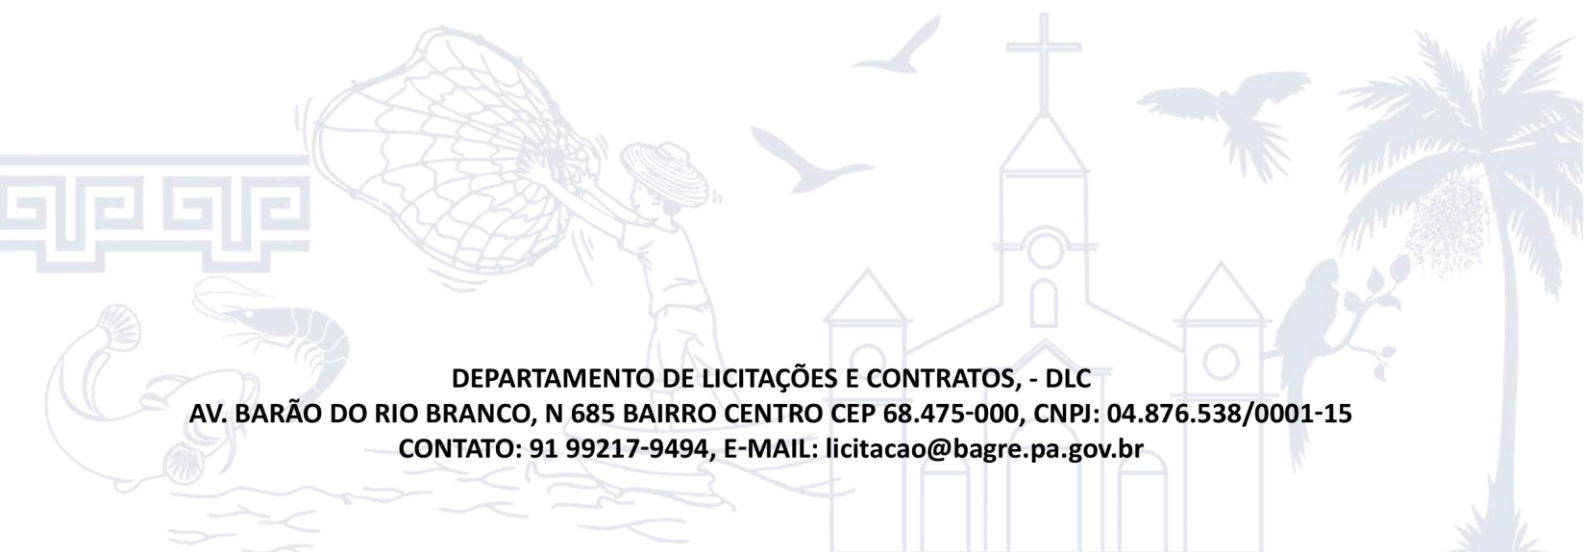 DEPARTAMENTO DE LICITAÇÕES E CONTRATOS, - DLC
AV. BARÃO DO RIO BRANCO, N 685 BAIRRO CENTRO CEP 68.475-000, CNPJ: 04.876.538/0001-15
CONTATO: 91 99217-9494, E-MAIL: licitacao@bagre.pa.gov.br